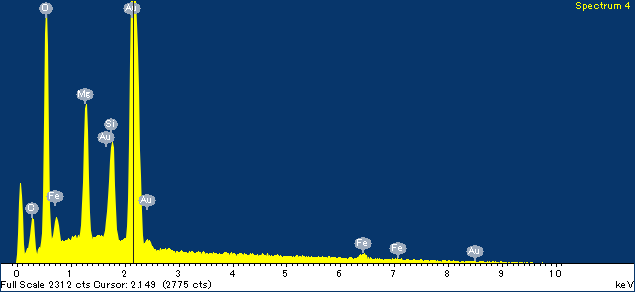 Spectrum 4
O Au
Mg
Si
Au
Fe Au
C
Fe Fe Au
0 1 2 3 4 5 6 7 8 9 10
Full Scale 2312 cts Cursor: 2.149 (2775 cts) keV